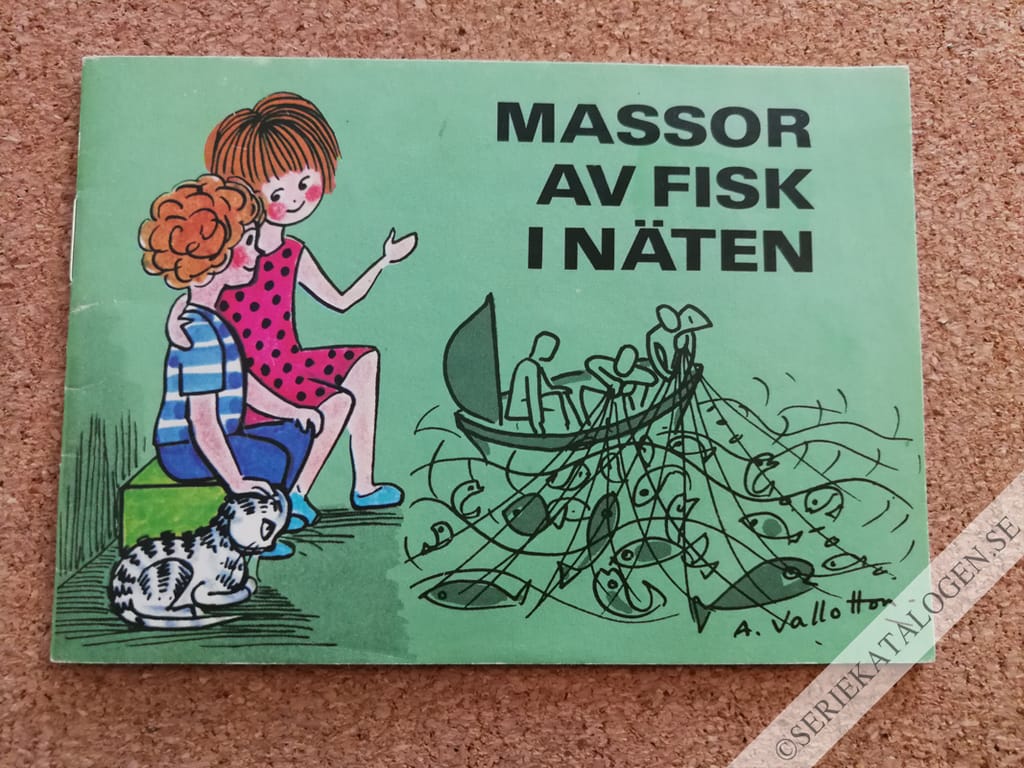 MASSOR
AV FISK
I NÄTEN
A. Vallotton
©SERIEKATALOGEN.SE